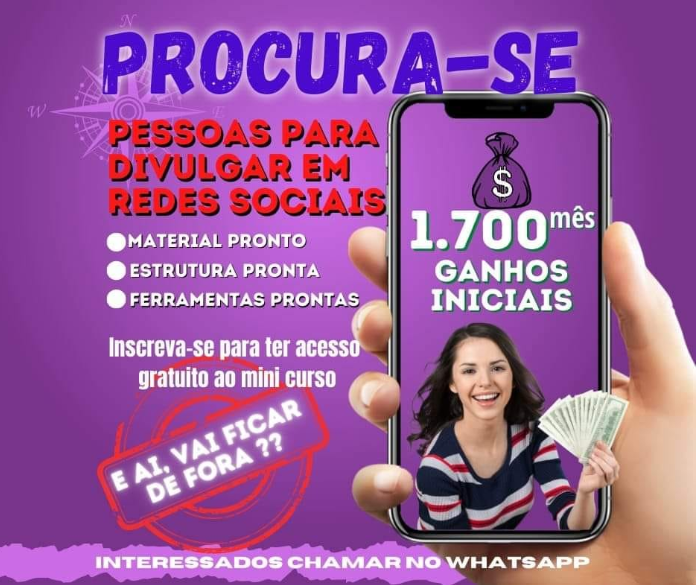 N
W
E
PROCURA-SE
PESSOAS PARA
DIVULGAR EM
REDES SOCIAIS
MATERIAL PRONTO
ESTRUTURA PRONTA
FERRAMENTAS PRONTAS
Inscreva-se para ter acesso
gratuito ao mini curso
E AI, VAI FICAR
DE FORA ??
$
1.700 mês
GANHOS
INICIAIS
INTERESSADOS CHAMAR NO WHATSAPP